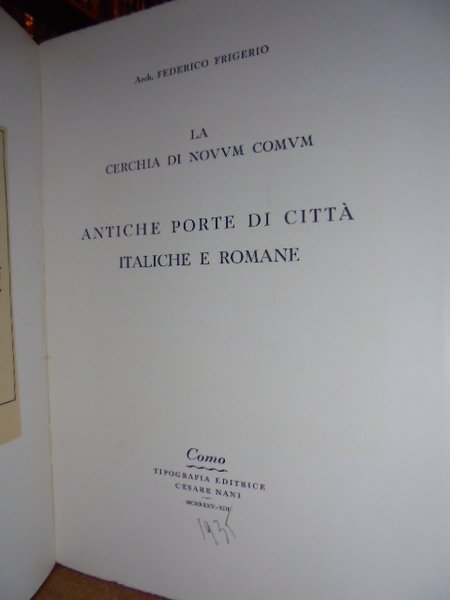 Arch. FEDERICO FRIGERIO
LA
CERCHIA DI NOVVM COMVM
ANTICHE PORTE DI CITTÀ
ITALICHE E ROMANE
Como
TIPOGRAFIA EDITRICE
CESARE NANI
MCMXXXV-XIII
1935